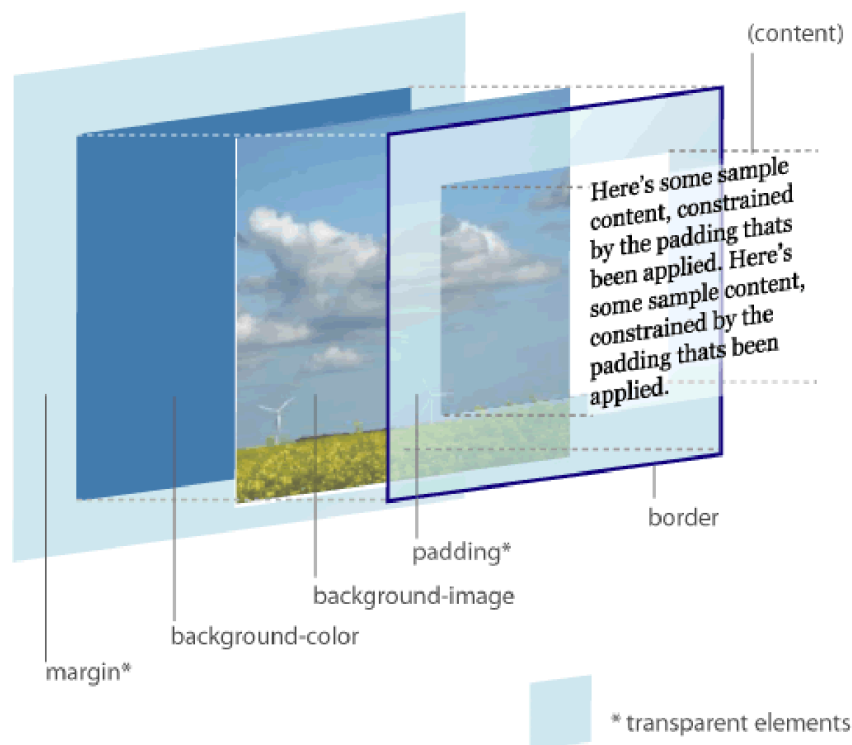 (content)
Here's some sample
content, constrained
by the padding thats
been applied. Here's
some sample content,
constrained by the
padding thats been
applied.
border
padding*
background-image
background-color
margin*
* transparent elements